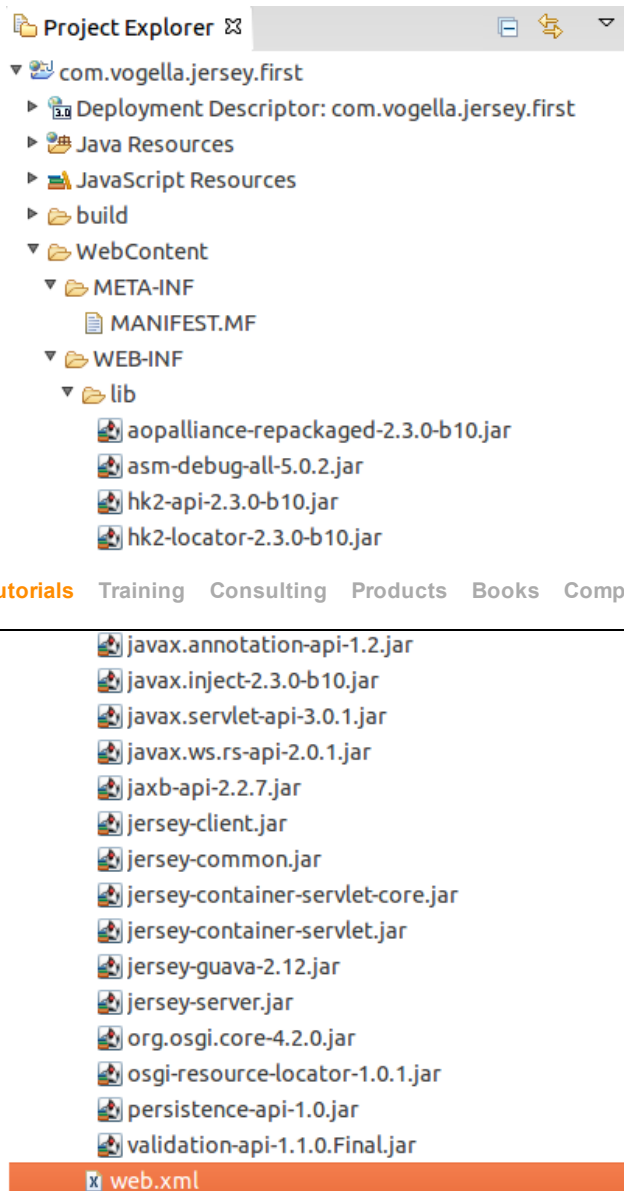 Project Explorer
com.vogella.jersey.first
3.0 Deployment Descriptor: com.vogella.jersey.first
Java Resources
JavaScript Resources
build
WebContent
META-INF
MANIFEST.MF
WEB-INF
lib
aopalliance-repackaged-2.3.0-b10.jar
asm-debug-all-5.0.2.jar
hk2-api-2.3.0-b10.jar
hk2-locator-2.3.0-b10.jar
utorials Training Consulting Products Books Comp
javax.annotation-api-1.2.jar
javax.inject-2.3.0-b10.jar
javax.servlet-api-3.0.1.jar
javax.ws.rs-api-2.0.1.jar
jaxb-api-2.2.7.jar
jersey-client.jar
jersey-common.jar
jersey-container-servlet-core.jar
jersey-container-servlet.jar
jersey-guava-2.12.jar
jersey-server.jar
org.osgi.core-4.2.0.jar
osgi-resource-locator-1.0.1.jar
persistence-api-1.0.jar
validation-api-1.1.0.Final.jar
X web.xml